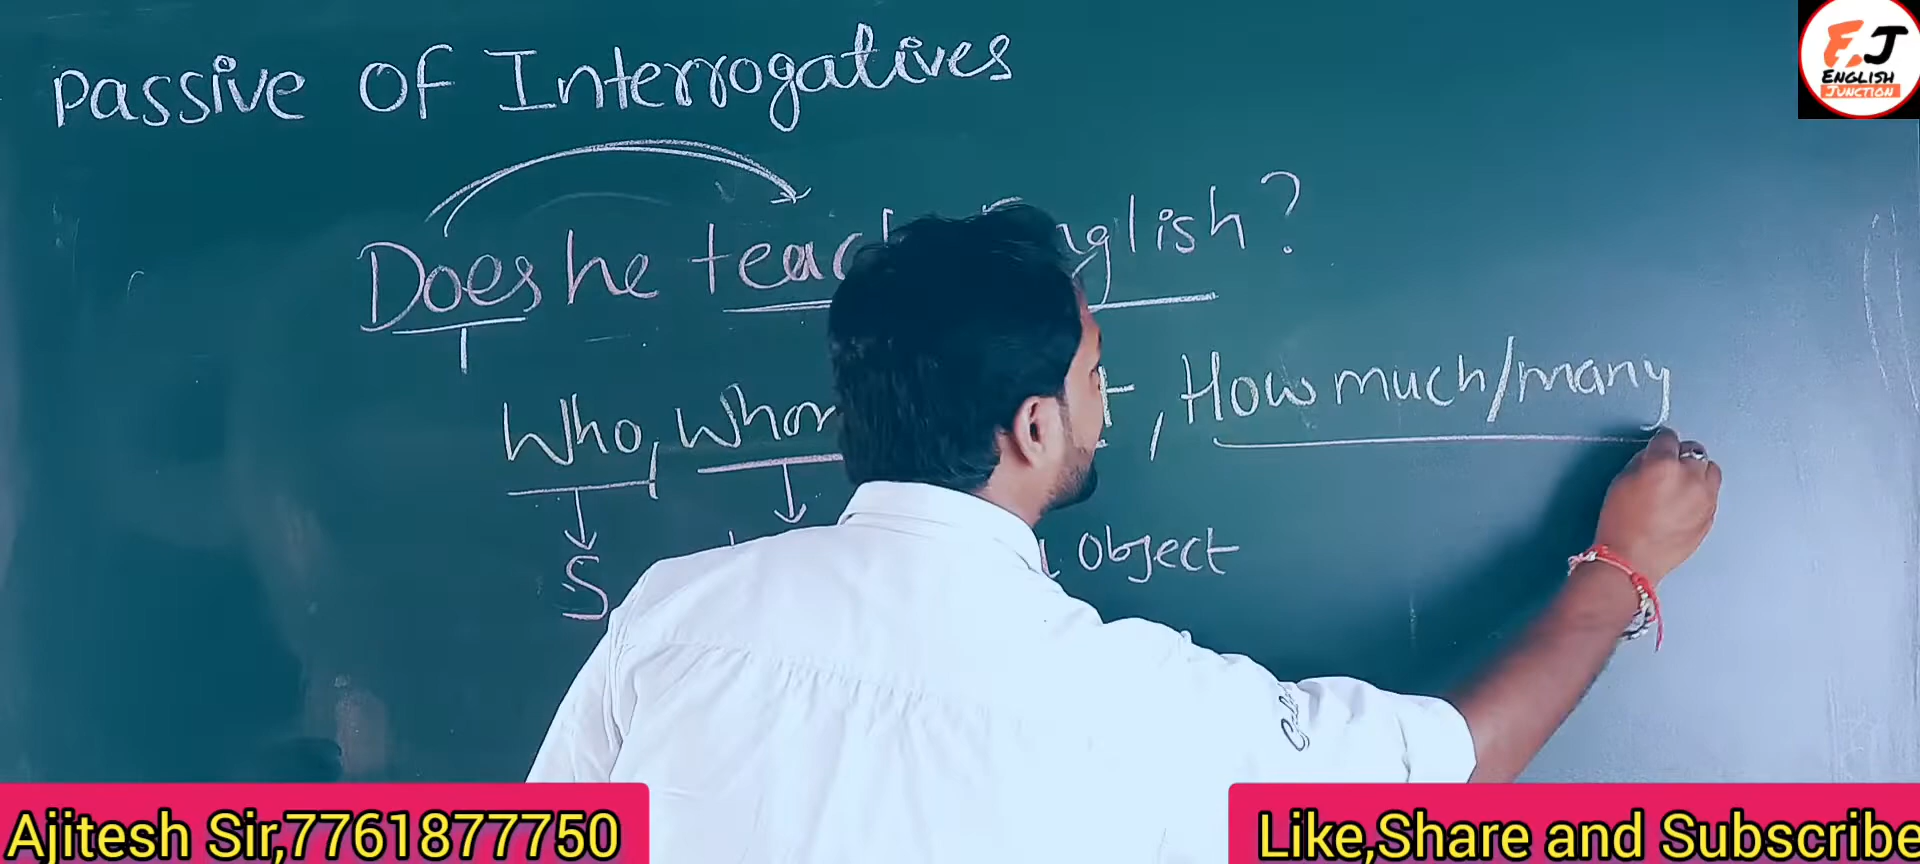 Passive of Interrogatives
EJ
ENGLISH
JUNCTION
Does he teach English?
Who, Whom , How much/many
S Object
Ajitesh Sir,7761877750
Like,Share and Subscribe